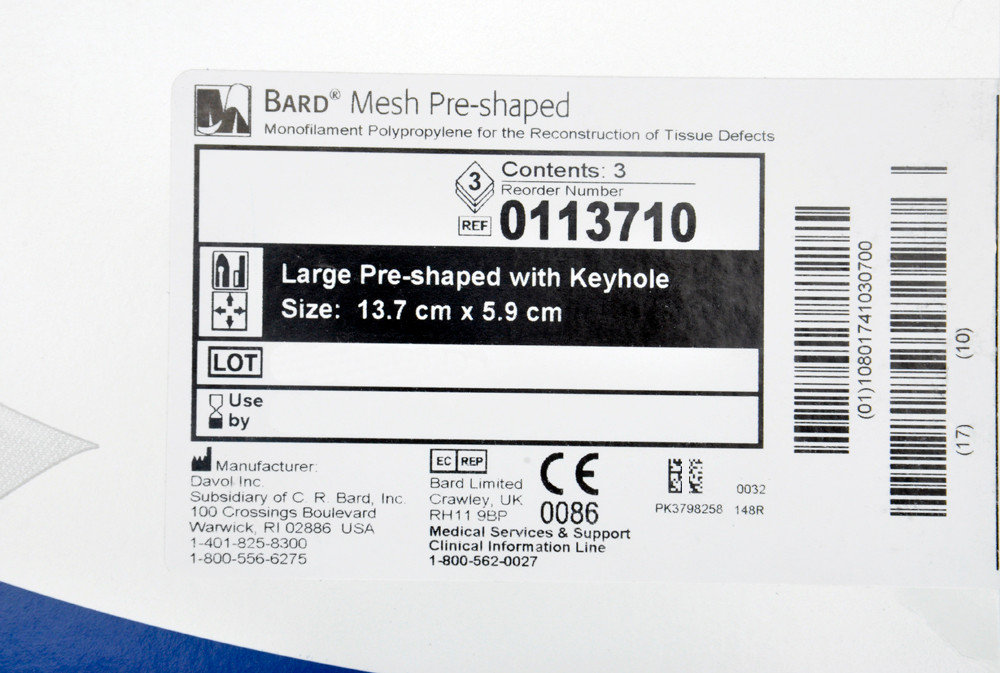 BARD® Mesh Pre-shaped
Monofilament Polypropylene for the Reconstruction of Tissue Defects
3
Contents: 3
Reorder Number
REF 0113710
Large Pre-shaped with Keyhole
Size: 13.7 cm x 5.9 cm
LOT
Use
by
Manufacturer:
Davol Inc.
Subsidiary of C. R. Bard, Inc.
100 Crossings Boulevard
Warwick, RI 02886 USA
1-401-825-8300
1-800-556-6275
EC REP
Bard Limited
Crawley, UK
RH11 9BP
CE
0086
Medical Services & Support
Clinical Information Line
1-800-562-0027
0032
PK3798258 148R
(01)10801741030700
(17) (10)